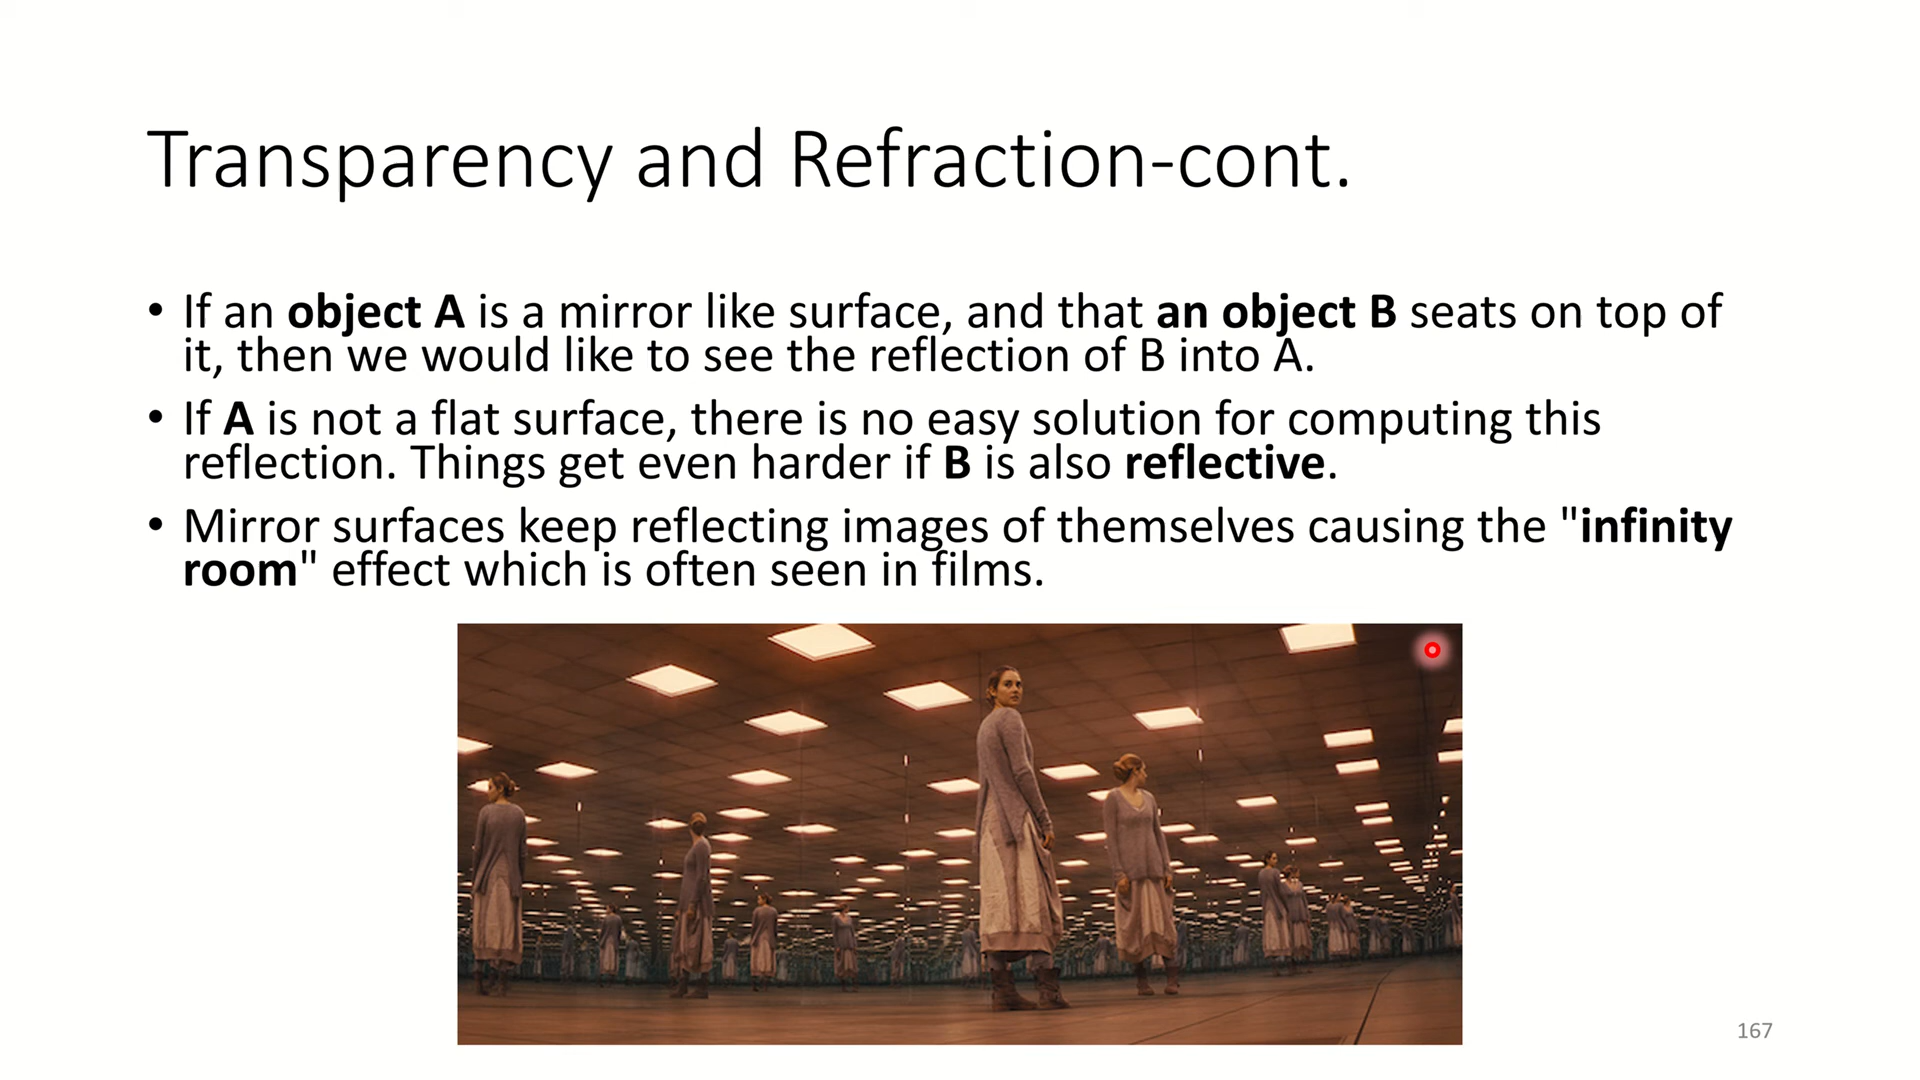 Transparency and Refraction-cont.
• If an object A is a mirror like surface, and that an object B seats on top of
it, then we would like to see the reflection of B into A.
• If A is not a flat surface, there is no easy solution for computing this
reflection. Things get even harder if B is also reflective.
• Mirror surfaces keep reflecting images of themselves causing the "infinity
room" effect which is often seen in films.
167